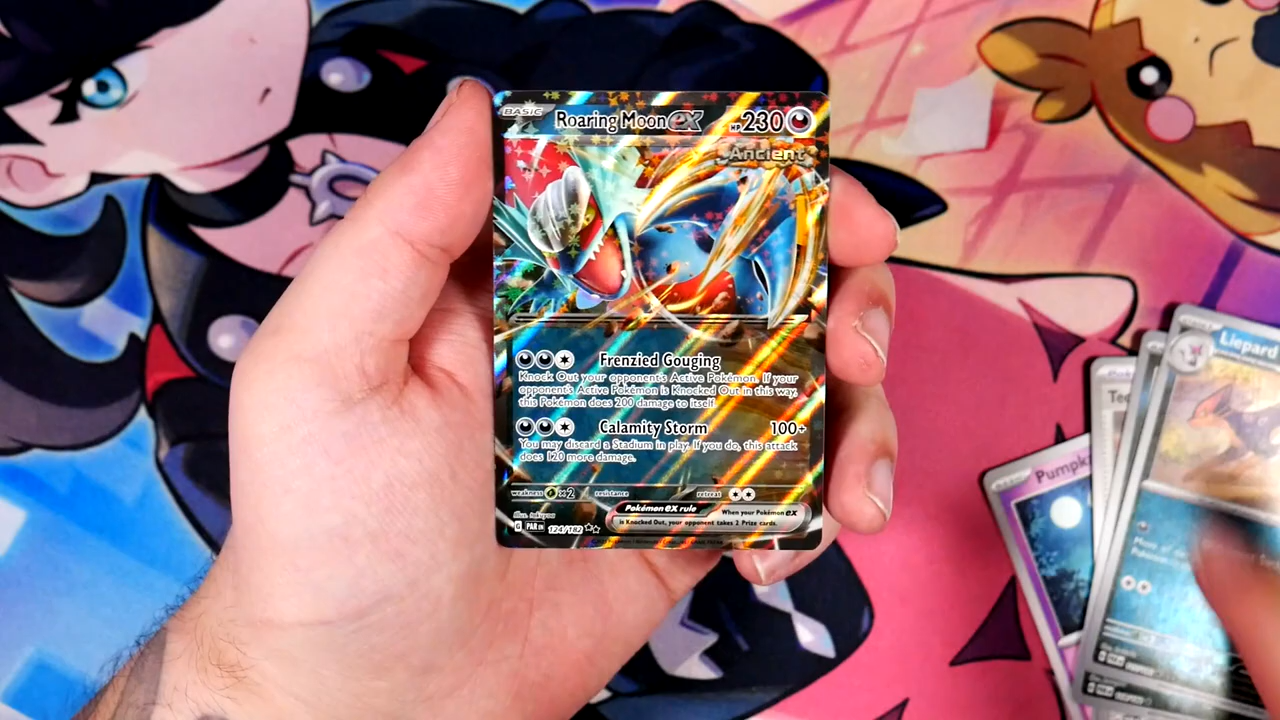 BASIC Roaring Moon ex HP 230
Ancient
Frenzied Gouging
Knock Out your opponent's Active Pokémon. If your
opponent's Active Pokémon is Knocked Out in this way,
this Pokémon does 200 damage to itself.
Calamity Storm 100+
You may discard a Stadium in play. If you do, this attack
does 120 more damage.
weakness ×2 resistance retreat
Pokémon ex rule
When your Pokémon ex
is Knocked Out, your opponent takes 2 Prize cards.
G PAR EN 124/182
Liepard
Pumpk